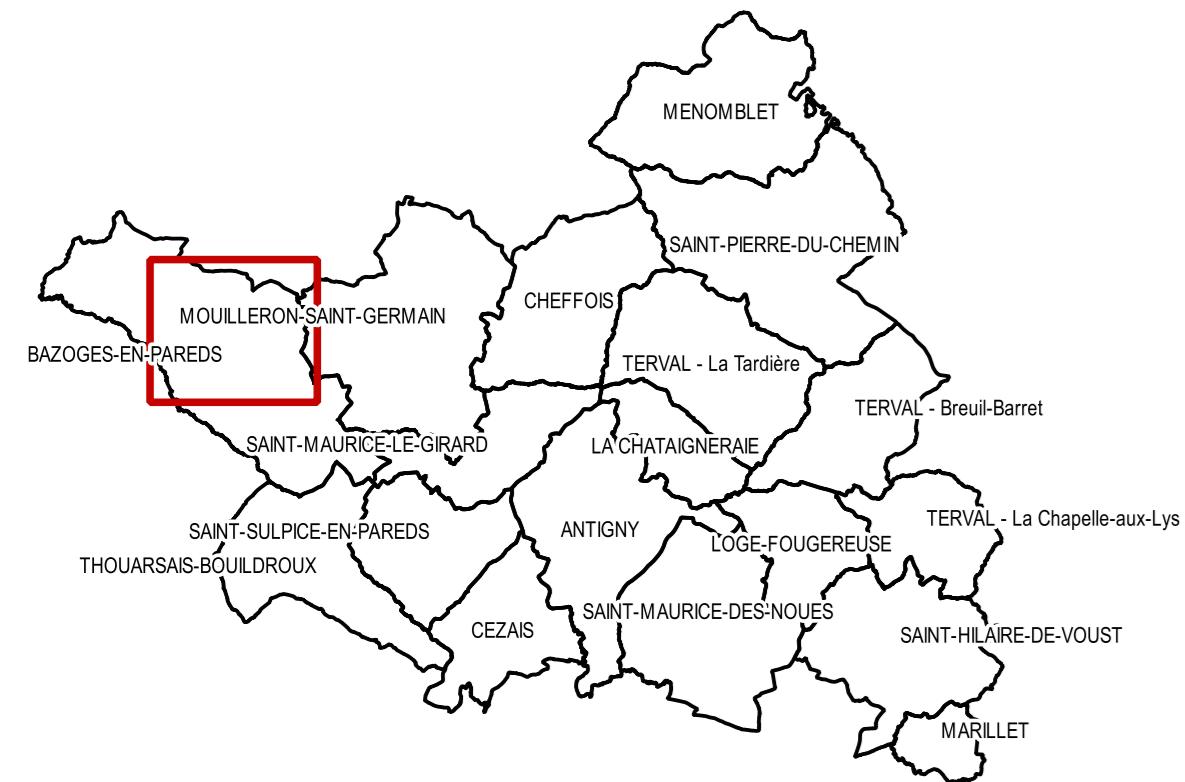 MENOMBLET
SAINT-PIERRE-DU-CHEMIN
CHEFFOIS
MOUILLERON-SAINT-GERMAIN
BAZOGES-EN-PAREDS
TERVAL - La Tardière
TERVAL - Breuil-Barret
SAINT-MAURICE-LE-GIRARD
LA CHATAIGNERAIE
TERVAL - La Chapelle-aux-Lys
SAINT-SULPICE-EN-PAREDS
ANTIGNY
LOGE-FOUGEREUSE
THOUARSAIS-BOUILDROUX
SAINT-MAURICE-DES-NOUES
CEZAIS
SAINT-HILAIRE-DE-VOUST
MARILLET